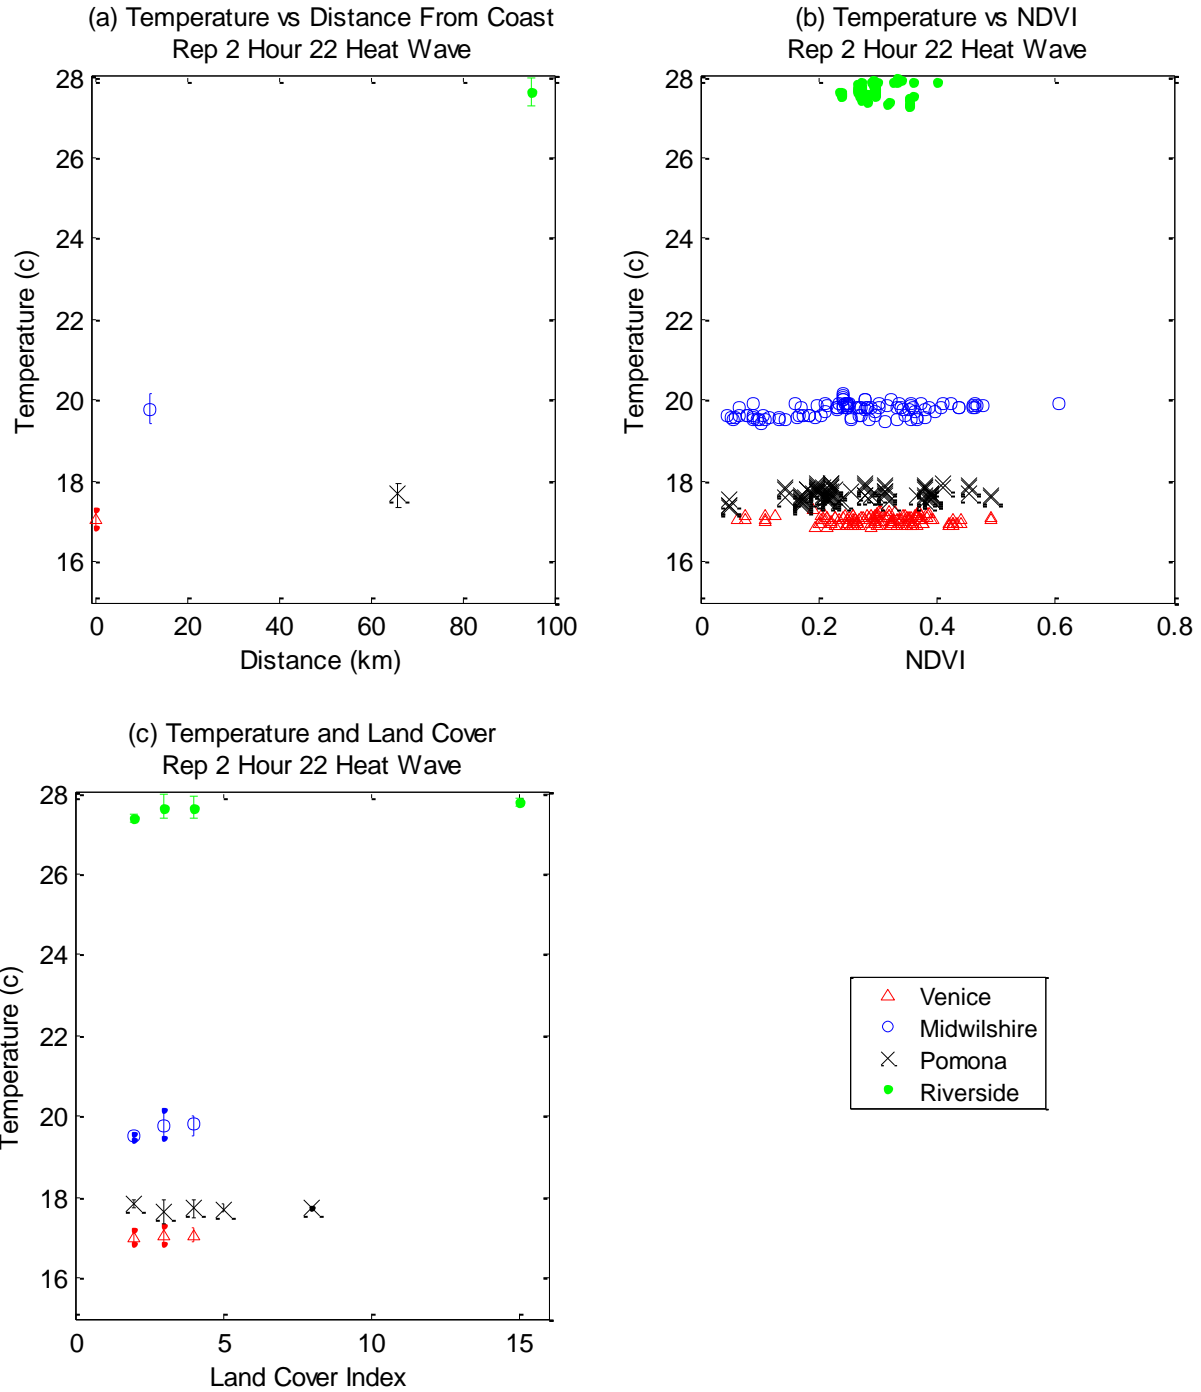 (a) Temperature vs Distance From Coast
Rep 2 Hour 22 Heat Wave
28
26
24
22
20
18
16
Temperature (c)
0 20 40 60 80 100
Distance (km)
(b) Temperature vs NDVI
Rep 2 Hour 22 Heat Wave
28
26
24
22
20
18
16
Temperature (c)
0 0.2 0.4 0.6 0.8
NDVI
(c) Temperature and Land Cover
Rep 2 Hour 22 Heat Wave
28
26
24
22
20
18
16
Temperature (c)
0 5 10 15
Land Cover Index
Venice
Midwilshire
Pomona
Riverside